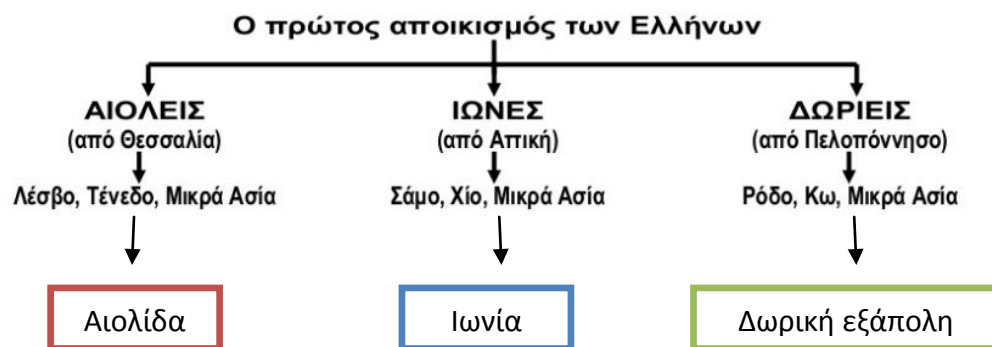 Ο πρώτος αποικισμός των Ελλήνων
ΑΙΟΛΕΙΣ
(από Θεσσαλία)
Λέσβο, Τένεδο, Μικρά Ασία
Αιολίδα
ΙΩΝΕΣ
(από Αττική)
Σάμο, Χίο, Μικρά Ασία
Ιωνία
ΔΩΡΙΕΙΣ
(από Πελοπόννησο)
Ρόδο, Κω, Μικρά Ασία
Δωρική εξάπολη